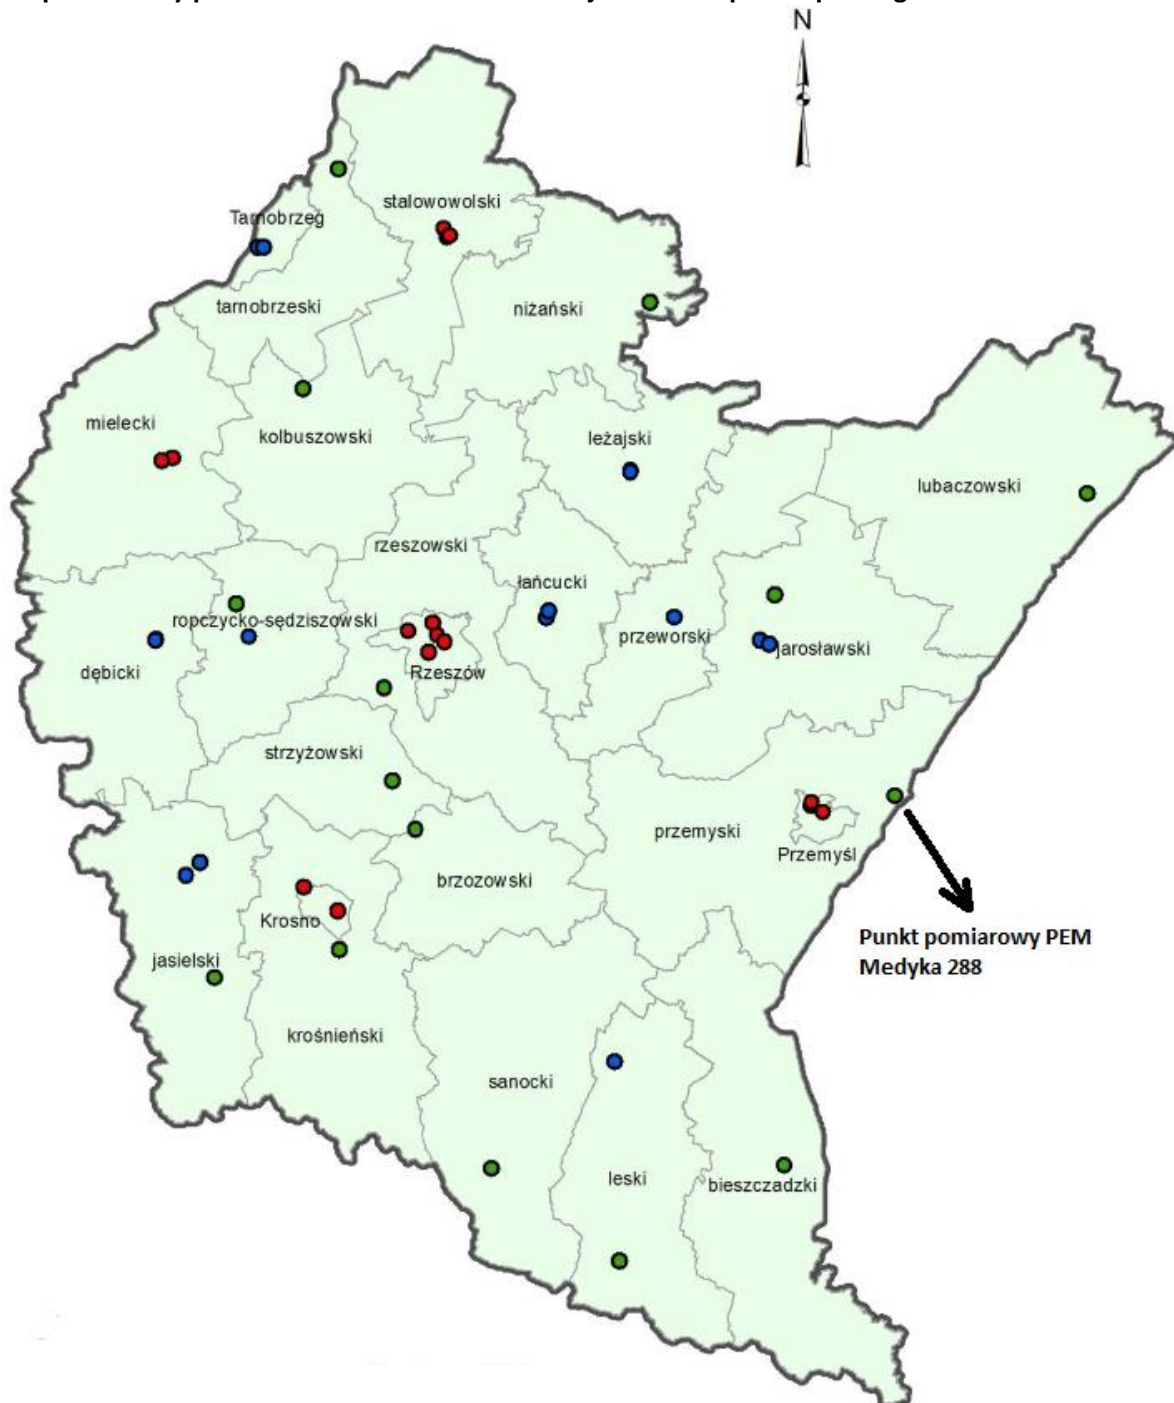 N
stalowowolski
Tarnobrzeg
tarnobrzeski
niżański
mielecki
kolbuszowski
leżajski
lubaczowski
rzeszowski
łańcucki
ropczycko-sędziszowski
przeworski
jarosławski
dębicki
Rzeszów
strzyżowski
przemyski
Przemyśl
brzozowski
Krosno
Punkt pomiarowy PEM
Medyka 288
jasielski
krośnieński
sanocki
leski
bieszczadzki